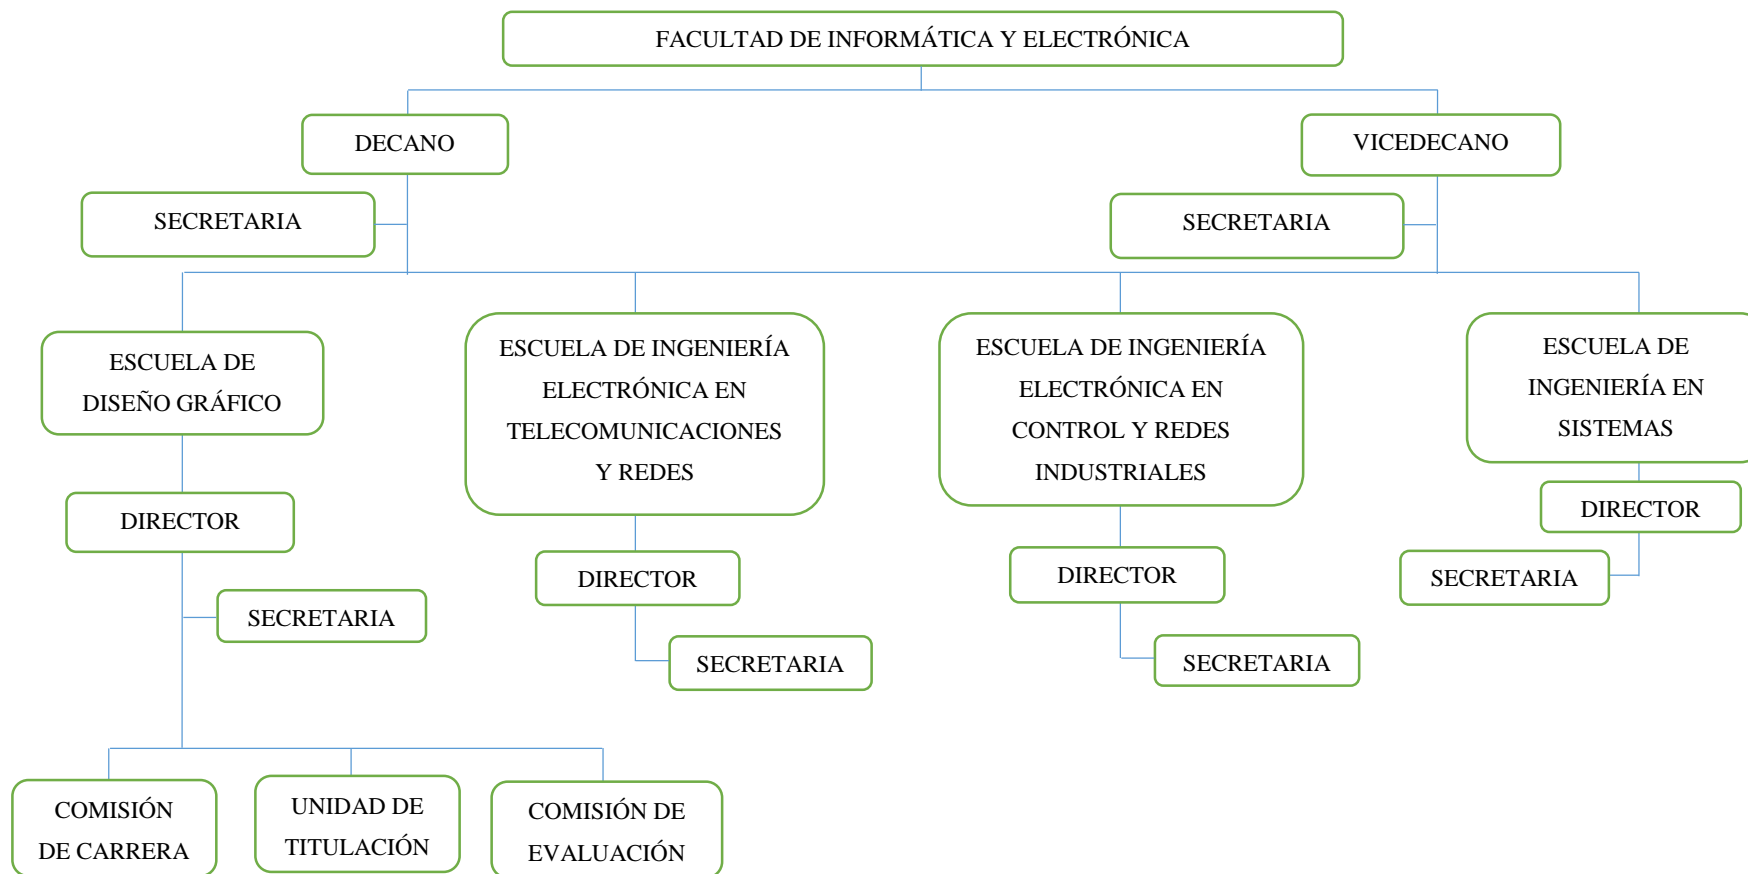 FACULTAD DE INFORMÁTICA Y ELECTRÓNICA
DECANO
VICEDECANO
SECRETARIA
SECRETARIA
ESCUELA DE
DISEÑO GRÁFICO
ESCUELA DE INGENIERÍA
ELECTRÓNICA EN
TELECOMUNICACIONES
Y REDES
ESCUELA DE INGENIERÍA
ELECTRÓNICA EN
CONTROL Y REDES
INDUSTRIALES
ESCUELA DE
INGENIERÍA EN
SISTEMAS
DIRECTOR
DIRECTOR
DIRECTOR
DIRECTOR
SECRETARIA
SECRETARIA
SECRETARIA
SECRETARIA
COMISIÓN
DE CARRERA
UNIDAD DE
TITULACIÓN
COMISIÓN DE
EVALUACIÓN